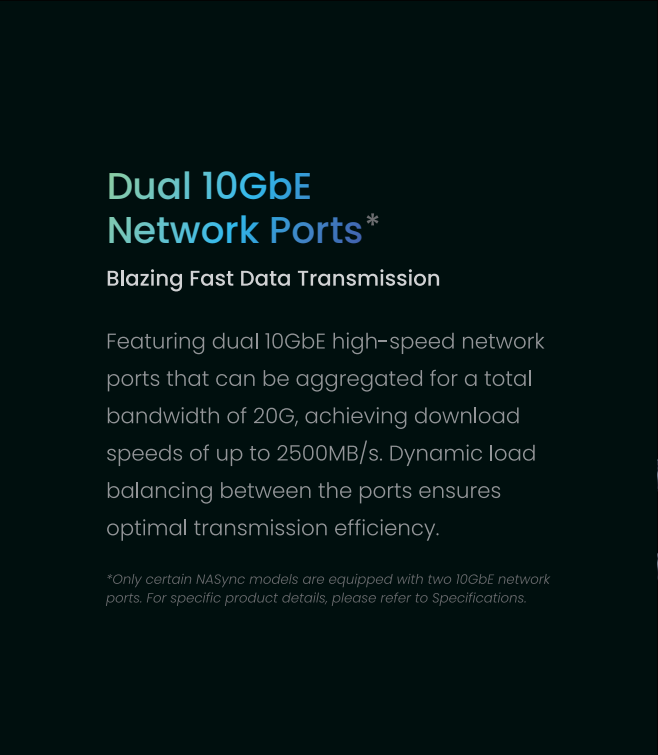 Dual 10GbE
Network Ports*
Blazing Fast Data Transmission
Featuring dual 10GbE high-speed network
ports that can be aggregated for a total
bandwidth of 20G, achieving download
speeds of up to 2500MB/s. Dynamic load
balancing between the ports ensures
optimal transmission efficiency.
*Only certain NASync models are equipped with two 10GbE network
ports. For specific product details, please refer to Specifications.